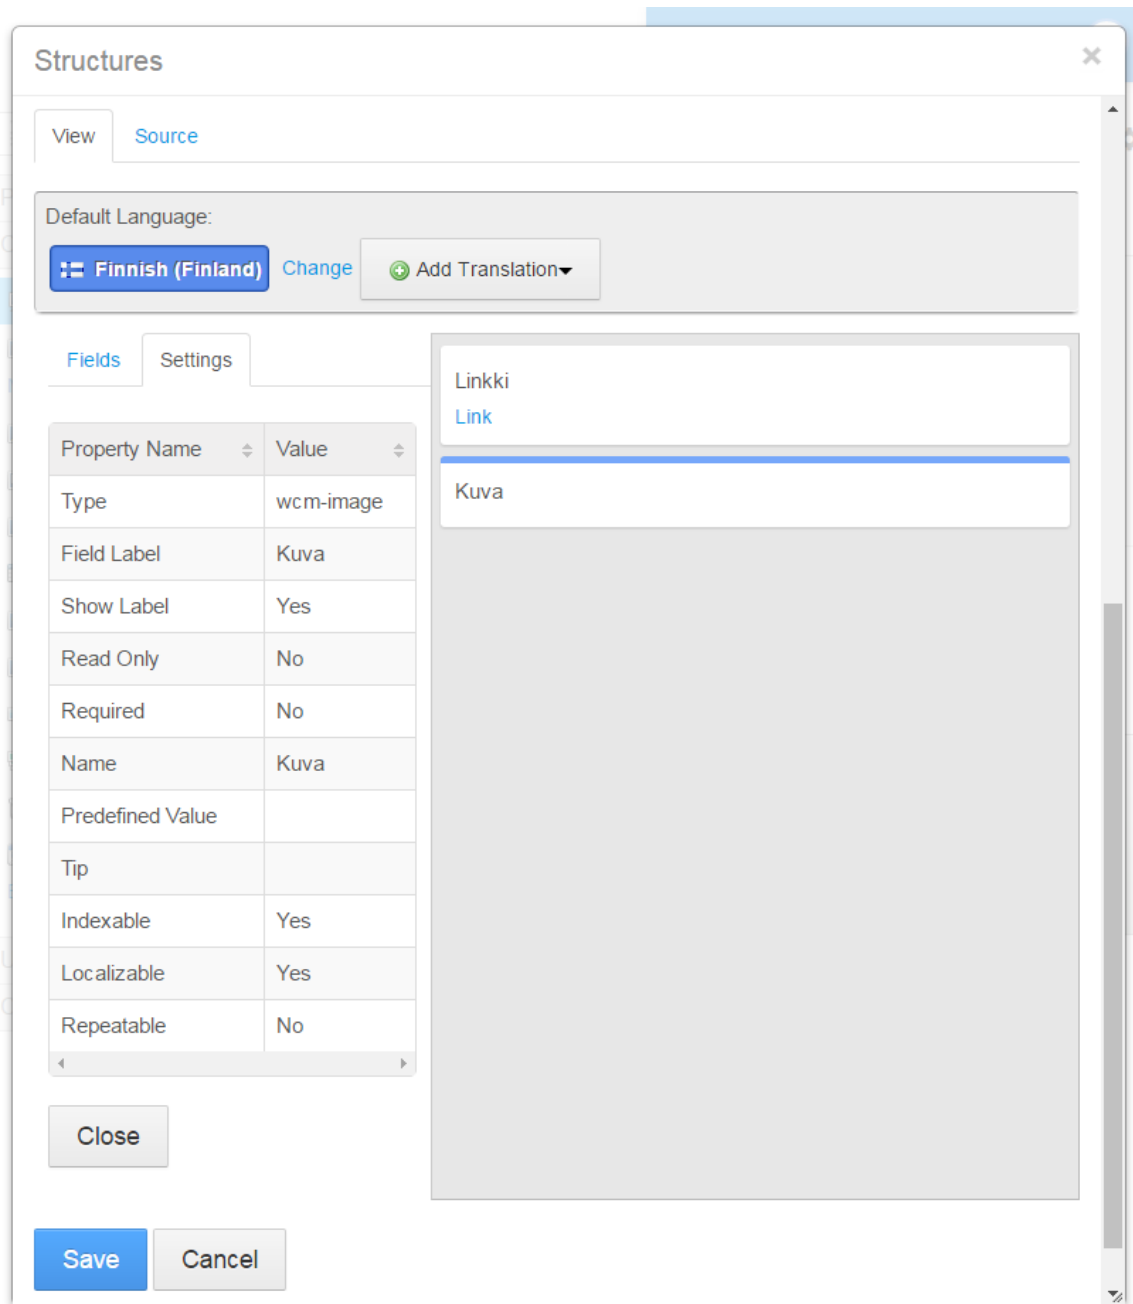 Structures ×
View Source
Default Language:
Finnish (Finland) Change Add Translation
Fields Settings
Property Name Value
Type wcm-image
Field Label Kuva
Show Label Yes
Read Only No
Required No
Name Kuva
Predefined Value
Tip
Indexable Yes
Localizable Yes
Repeatable No
Close
Linkki
Link
Kuva
Save Cancel